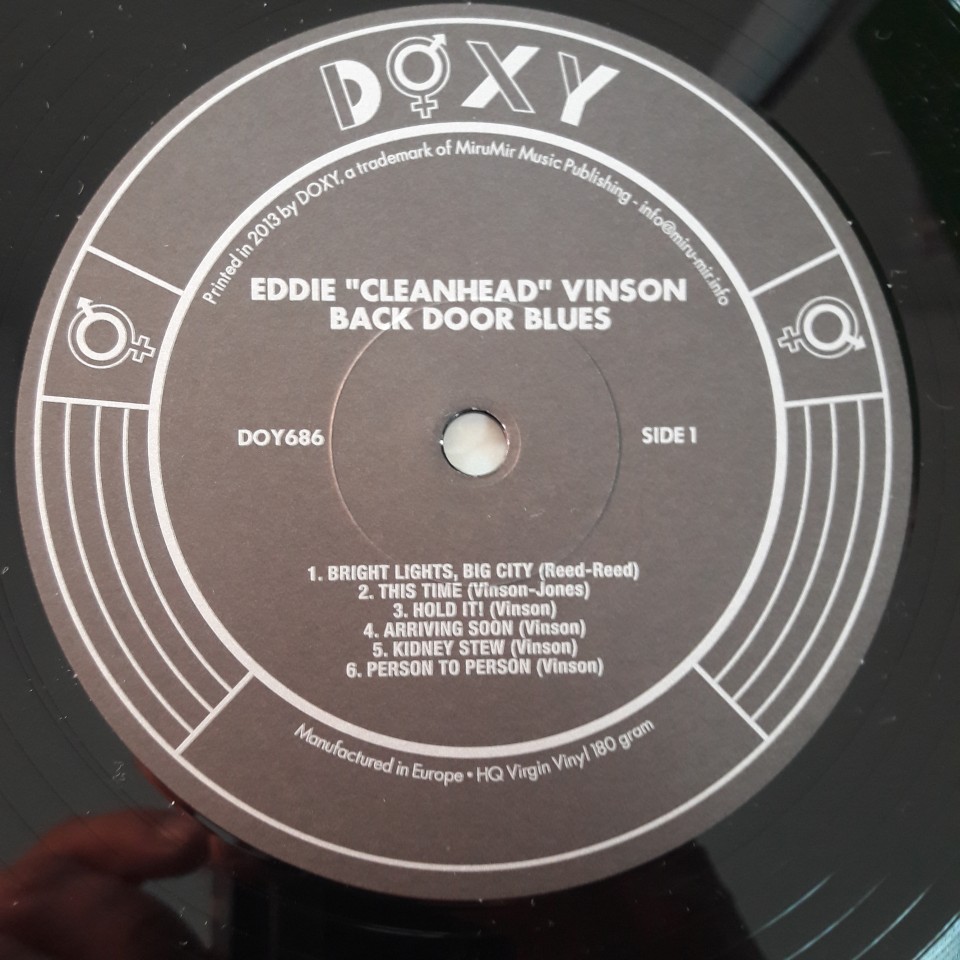 DOXY
Printed in 2013 by DOXY, a trademark of MiruMir Music Publishing - info@miru-mir.info
EDDIE "CLEANHEAD" VINSON
BACK DOOR BLUES
DOY686
SIDE 1
1. BRIGHT LIGHTS, BIG CITY (Reed-Reed)
2. THIS TIME (Vinson-Jones)
3. HOLD IT! (Vinson)
4. ARRIVING SOON (Vinson)
5. KIDNEY STEW (Vinson)
6. PERSON TO PERSON (Vinson)
Manufactured in Europe • HQ Virgin Vinyl 180 gram